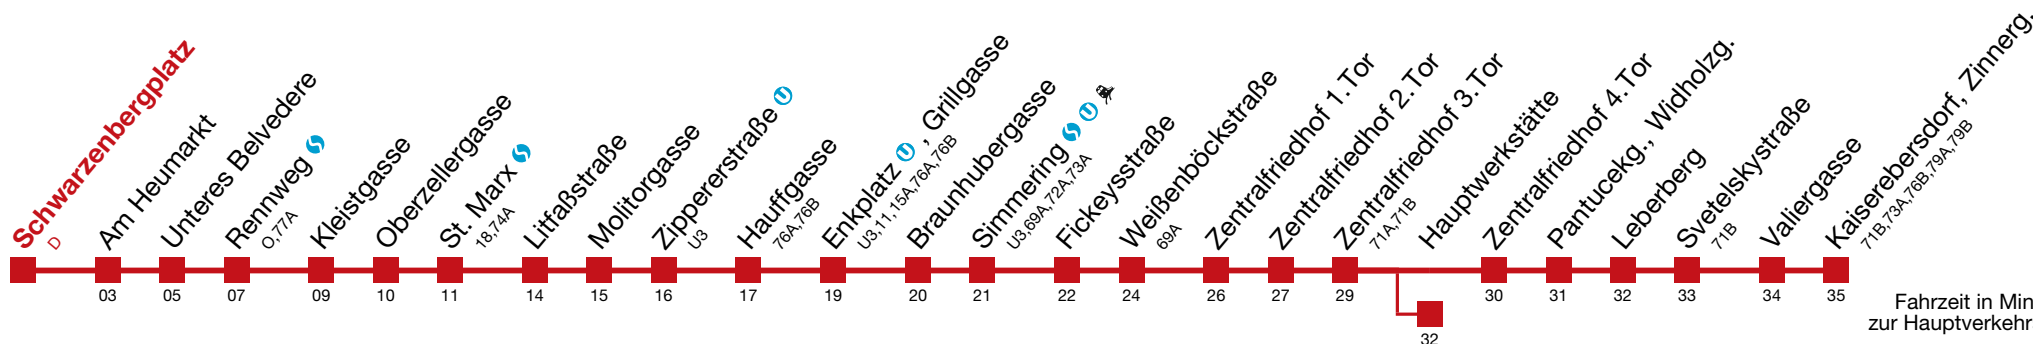 Schwarzenbergplatz
D
Am Heumarkt
Unteres Belvedere
Rennweg
O,77A
Kleistgasse
Oberzellergasse
St. Marx
18,74A
Litfaßstraße
Molitorgasse
Zippererstraße U
U3
Hauffgasse
76A,76B
Enkplatz U, Grillgasse
U3,11,15A,76A,76B
Braunhubergasse
Simmering U
U3,69A,72A,73A
Fickeysstraße
Weißenböckstraße
69A
Zentralfriedhof 1.Tor
Zentralfriedhof 2.Tor
Zentralfriedhof 3.Tor
71A,71B
Hauptwerkstätte
Zentralfriedhof 4.Tor
Pantucekg., Widholzg.
Leberberg
Svetelskystraße
71B
Valiergasse
Kaiserebersdorf, Zinnerg.
71B,73A,76B,79A,79B
03 05 07 09 10 11 14 15 16 17 19 20 21 22 24 26 27 29 30 31 32 33 34 35
32
Fahrzeit in Min
zur Hauptverkehr